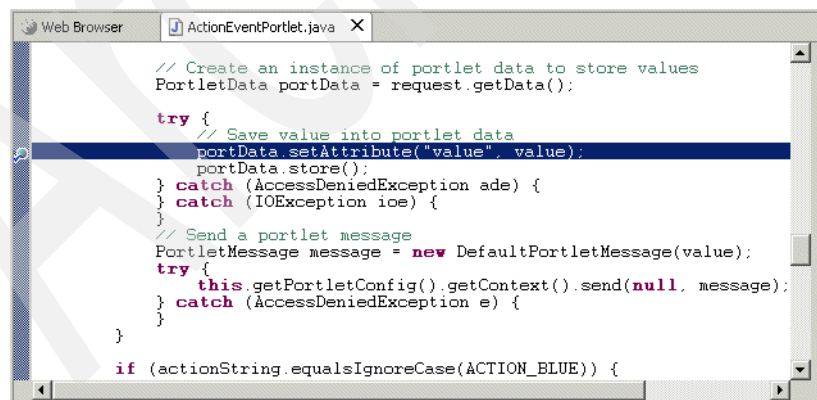 Web Browser
ActionEventPortlet.java
// Create an instance of portlet data to store values
PortletData portData = request.getData();
try {
// Save value into portlet data
portData.setAttribute("value", value);
portData.store();
} catch (AccessDeniedException ade) {
} catch (IOException ioe) {
}
// Send a portlet message
PortletMessage message = new DefaultPortletMessage(value);
try {
this.getPortletConfig().getContext().send(null, message);
} catch (AccessDeniedException e) {
}
}
if (actionString.equalsIgnoreCase(ACTION_BLUE)) {